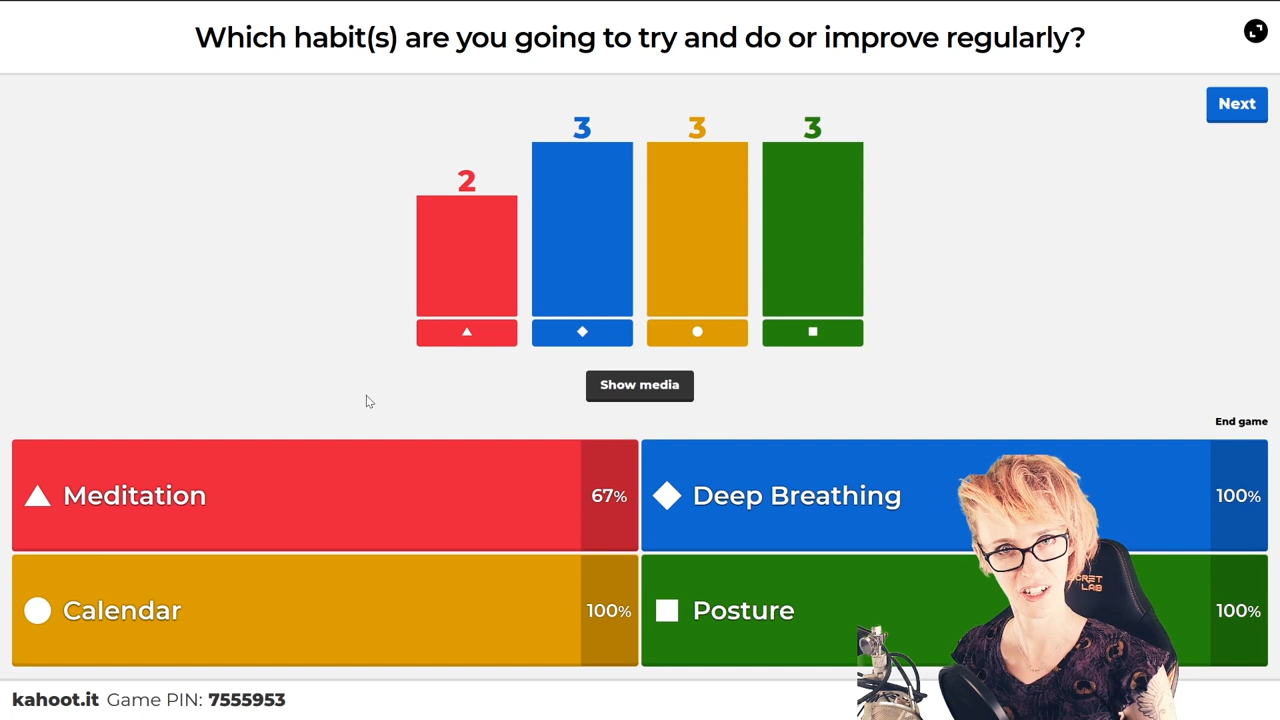 Which habit(s) are you going to try and do or improve regularly?
Next
2
3
3
3
Show media
End game
Meditation
67%
Deep Breathing
100%
Calendar
100%
Posture
100%
LAB
kahoot.it Game PIN: 7555953